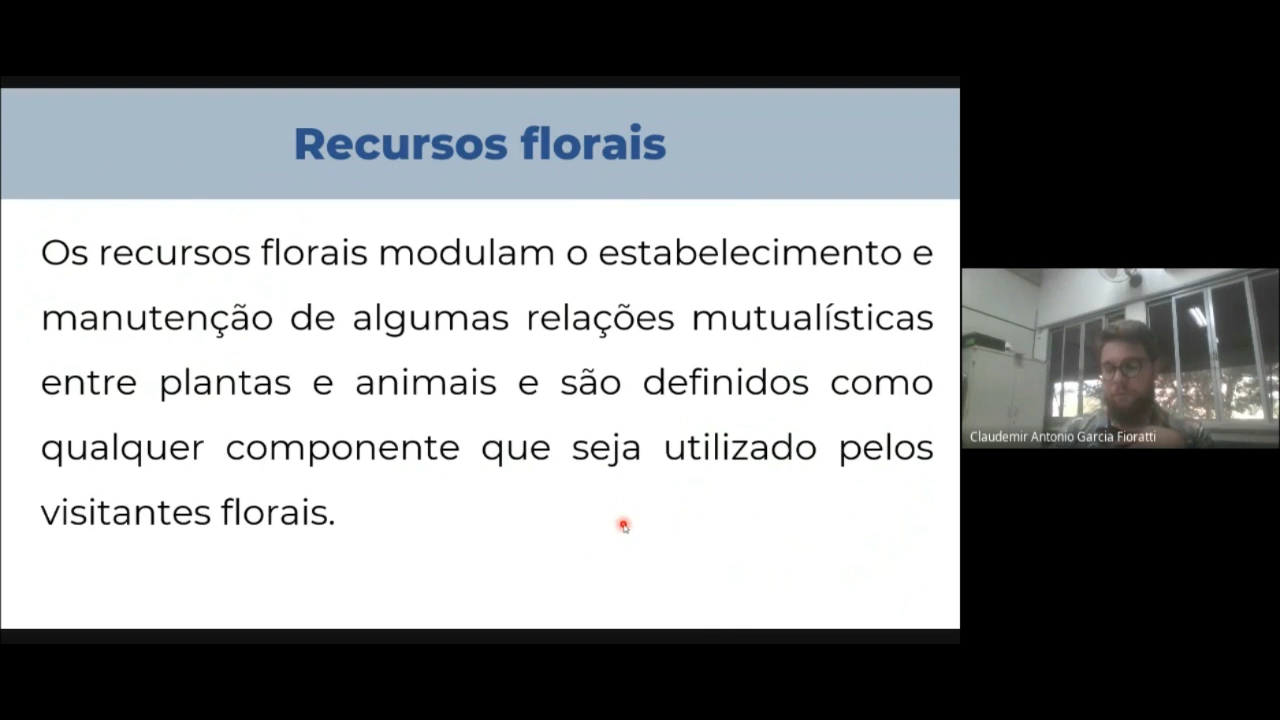 Recursos florais
Os recursos florais modulam o estabelecimento e
manutenção de algumas relações mutualísticas
entre plantas e animais e são definidos como
qualquer componente que seja utilizado pelos
visitantes florais.
Claudemir Antonio Garcia Fioratti